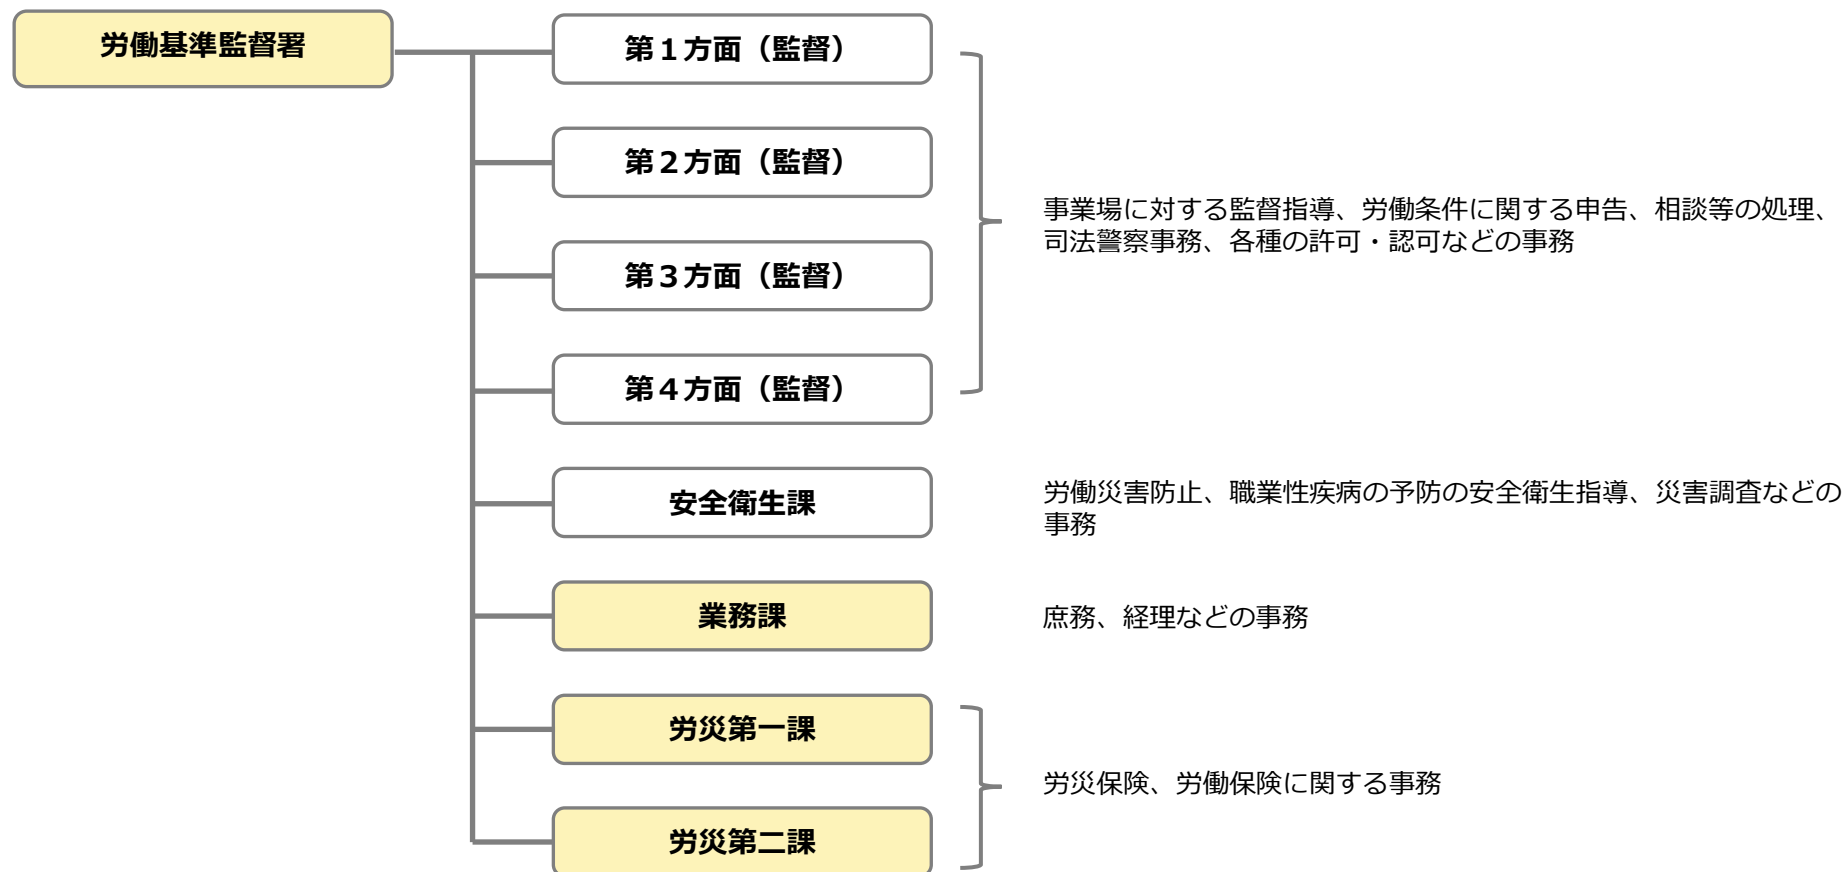 労働基準監督署
第１方面（監督）
第２方面（監督）
第３方面（監督）
第４方面（監督）
事業場に対する監督指導、労働条件に関する申告、相談等の処理、
司法警察事務、各種の許可・認可などの事務
安全衛生課
労働災害防止、職業性疾病の予防の安全衛生指導、災害調査などの
事務
業務課
庶務、経理などの事務
労災第一課
労災第二課
労災保険、労働保険に関する事務